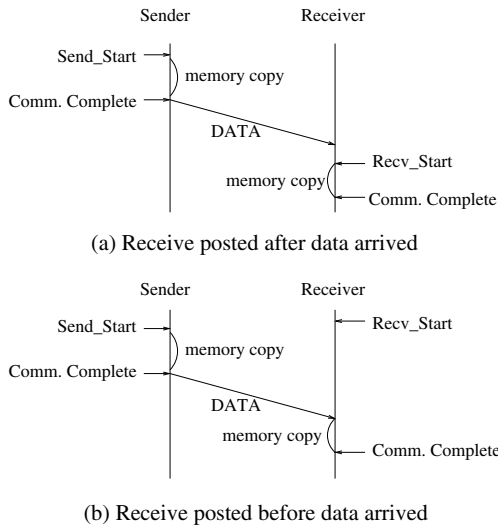 Sender Receiver
Send_Start
memory copy
Comm. Complete
DATA
Recv_Start
memory copy
Comm. Complete
(a) Receive posted after data arrived
Sender Receiver
Send_Start Recv_Start
memory copy
Comm. Complete
DATA
memory copy
Comm. Complete
(b) Receive posted before data arrived